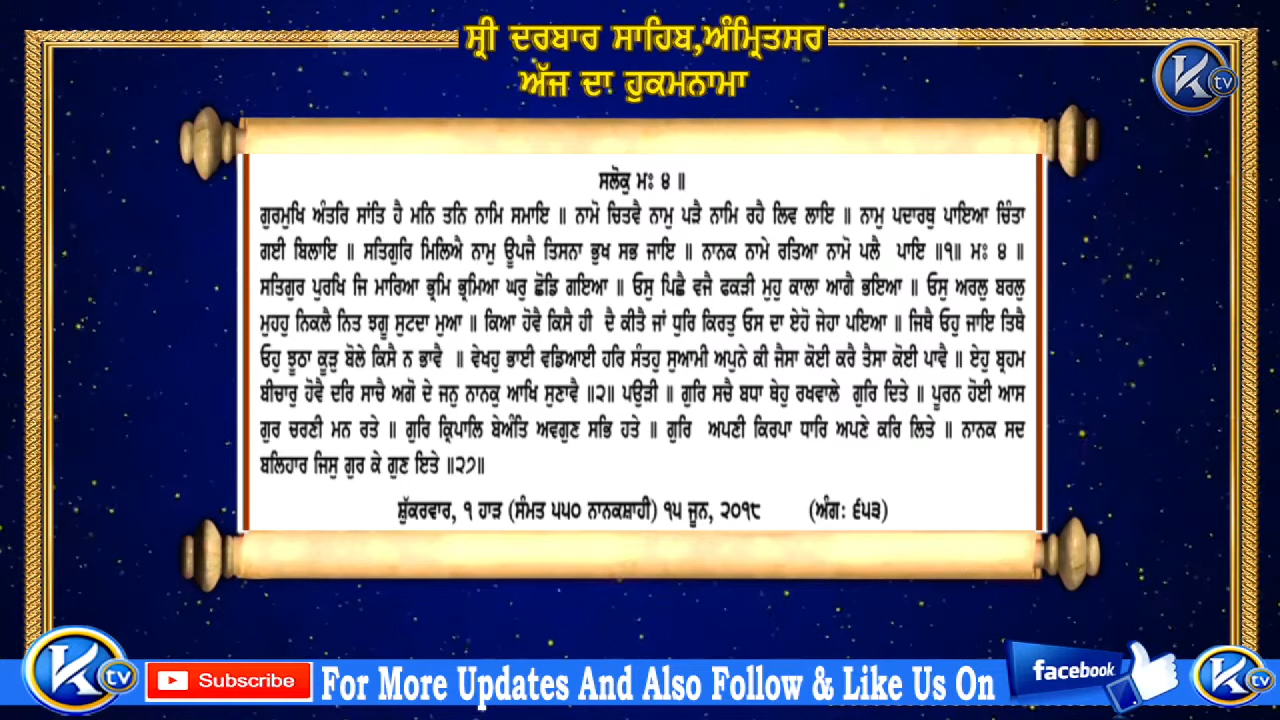 ਸ੍ਰੀ ਦਰਬਾਰ ਸਾਹਿਬ,ਅੰਮ੍ਰਿਤਸਰ
ਅੱਜ ਦਾ ਹੁਕਮਨਾਮਾ
K tv
ਸਲੋਕੁ ਮਃ ੪ ॥
ਗੁਰਮੁਖਿ ਅੰਤਰਿ ਸਾਂਤਿ ਹੈ ਮਨਿ ਤਨਿ ਨਾਮਿ ਸਮਾਇ ॥ ਨਾਮੋ ਚਿਤਵੈ ਨਾਮੁ ਪੜੈ ਨਾਮਿ ਰਹੈ ਲਿਵ ਲਾਇ ॥ ਨਾਮੁ ਪਦਾਰਥੁ ਪਾਇਆ ਚਿੰਤਾ
ਗਈ ਬਿਲਾਇ ॥ ਸਤਿਗੁਰਿ ਮਿਲਿਐ ਨਾਮੁ ਊਪਜੈ ਤਿਸਨਾ ਭੁਖ ਸਭ ਜਾਇ ॥ ਨਾਨਕ ਨਾਮੇ ਰਤਿਆ ਨਾਮੋ ਪਲੈ ਪਾਇ ॥੧॥ ਮਃ ੪ ॥
ਸਤਿਗੁਰ ਪੁਰਖਿ ਜਿ ਮਾਰਿਆ ਭ੍ਰਮਿ ਭ੍ਰਮਿਆ ਘਰੁ ਛੋਡਿ ਗਇਆ ॥ ਓਸੁ ਪਿਛੈ ਵਜੈ ਫਕੜੀ ਮੁਹੁ ਕਾਲਾ ਆਗੈ ਭਇਆ ॥ ਓਸੁ ਅਰਲੁ ਬਰਲੁ
ਮੁਹਹੁ ਨਿਕਲੈ ਨਿਤ ਝਗੂ ਸੁਟਦਾ ਮੁਆ ॥ ਕਿਆ ਹੋਵੈ ਕਿਸੈ ਹੀ ਦੈ ਕੀਤੈ ਜਾਂ ਧੁਰਿ ਕਿਰਤੁ ਓਸ ਦਾ ਏਹੋ ਜੇਹਾ ਪਇਆ ॥ ਜਿਥੈ ਓਹੁ ਜਾਇ ਤਿਥੈ
ਓਹੁ ਝੂਠਾ ਕੂੜੁ ਬੋਲੇ ਕਿਸੈ ਨ ਭਾਵੈ ॥ ਵੇਖਹੁ ਭਾਈ ਵਡਿਆਈ ਹਰਿ ਸੰਤਹੁ ਸੁਆਮੀ ਅਪੁਨੇ ਕੀ ਜੈਸਾ ਕੋਈ ਕਰੈ ਤੈਸਾ ਕੋਈ ਪਾਵੈ ॥ ਏਹੁ ਬ੍ਰਹਮ
ਬੀਚਾਰੁ ਹੋਵੈ ਦਰਿ ਸਾਚੈ ਅਗੋ ਦੇ ਜਨੁ ਨਾਨਕੁ ਆਖਿ ਸੁਣਾਵੈ ॥੨॥ ਪਉੜੀ ॥ ਗੁਰਿ ਸਚੈ ਬਧਾ ਥੇਹੁ ਰਖਵਾਲੇ ਗੁਰਿ ਦਿਤੇ ॥ ਪੂਰਨ ਹੋਈ ਆਸ
ਗੁਰ ਚਰਣੀ ਮਨ ਰਤੇ ॥ ਗੁਰਿ ਕ੍ਰਿਪਾਲਿ ਬੇਅੰਤਿ ਅਵਗੁਣ ਸਭਿ ਹਤੇ ॥ ਗੁਰਿ ਅਪਣੀ ਕਿਰਪਾ ਧਾਰਿ ਅਪਣੇ ਕਰਿ ਲਿਤੇ ॥ ਨਾਨਕ ਸਦ
ਬਲਿਹਾਰ ਜਿਸੁ ਗੁਰ ਕੇ ਗੁਣ ਇਤੇ ॥੨੭॥
ਸ਼ੁੱਕਰਵਾਰ, ੧ ਹਾੜ (ਸੰਮਤ ੫੫੦ ਨਾਨਕਸ਼ਾਹੀ) ੧੫ ਜੂਨ, ੨੦੧੮ (ਅੰਗ: ੬੫੩)
K tv Subscribe For More Updates And Also Follow & Like Us On facebook K tv